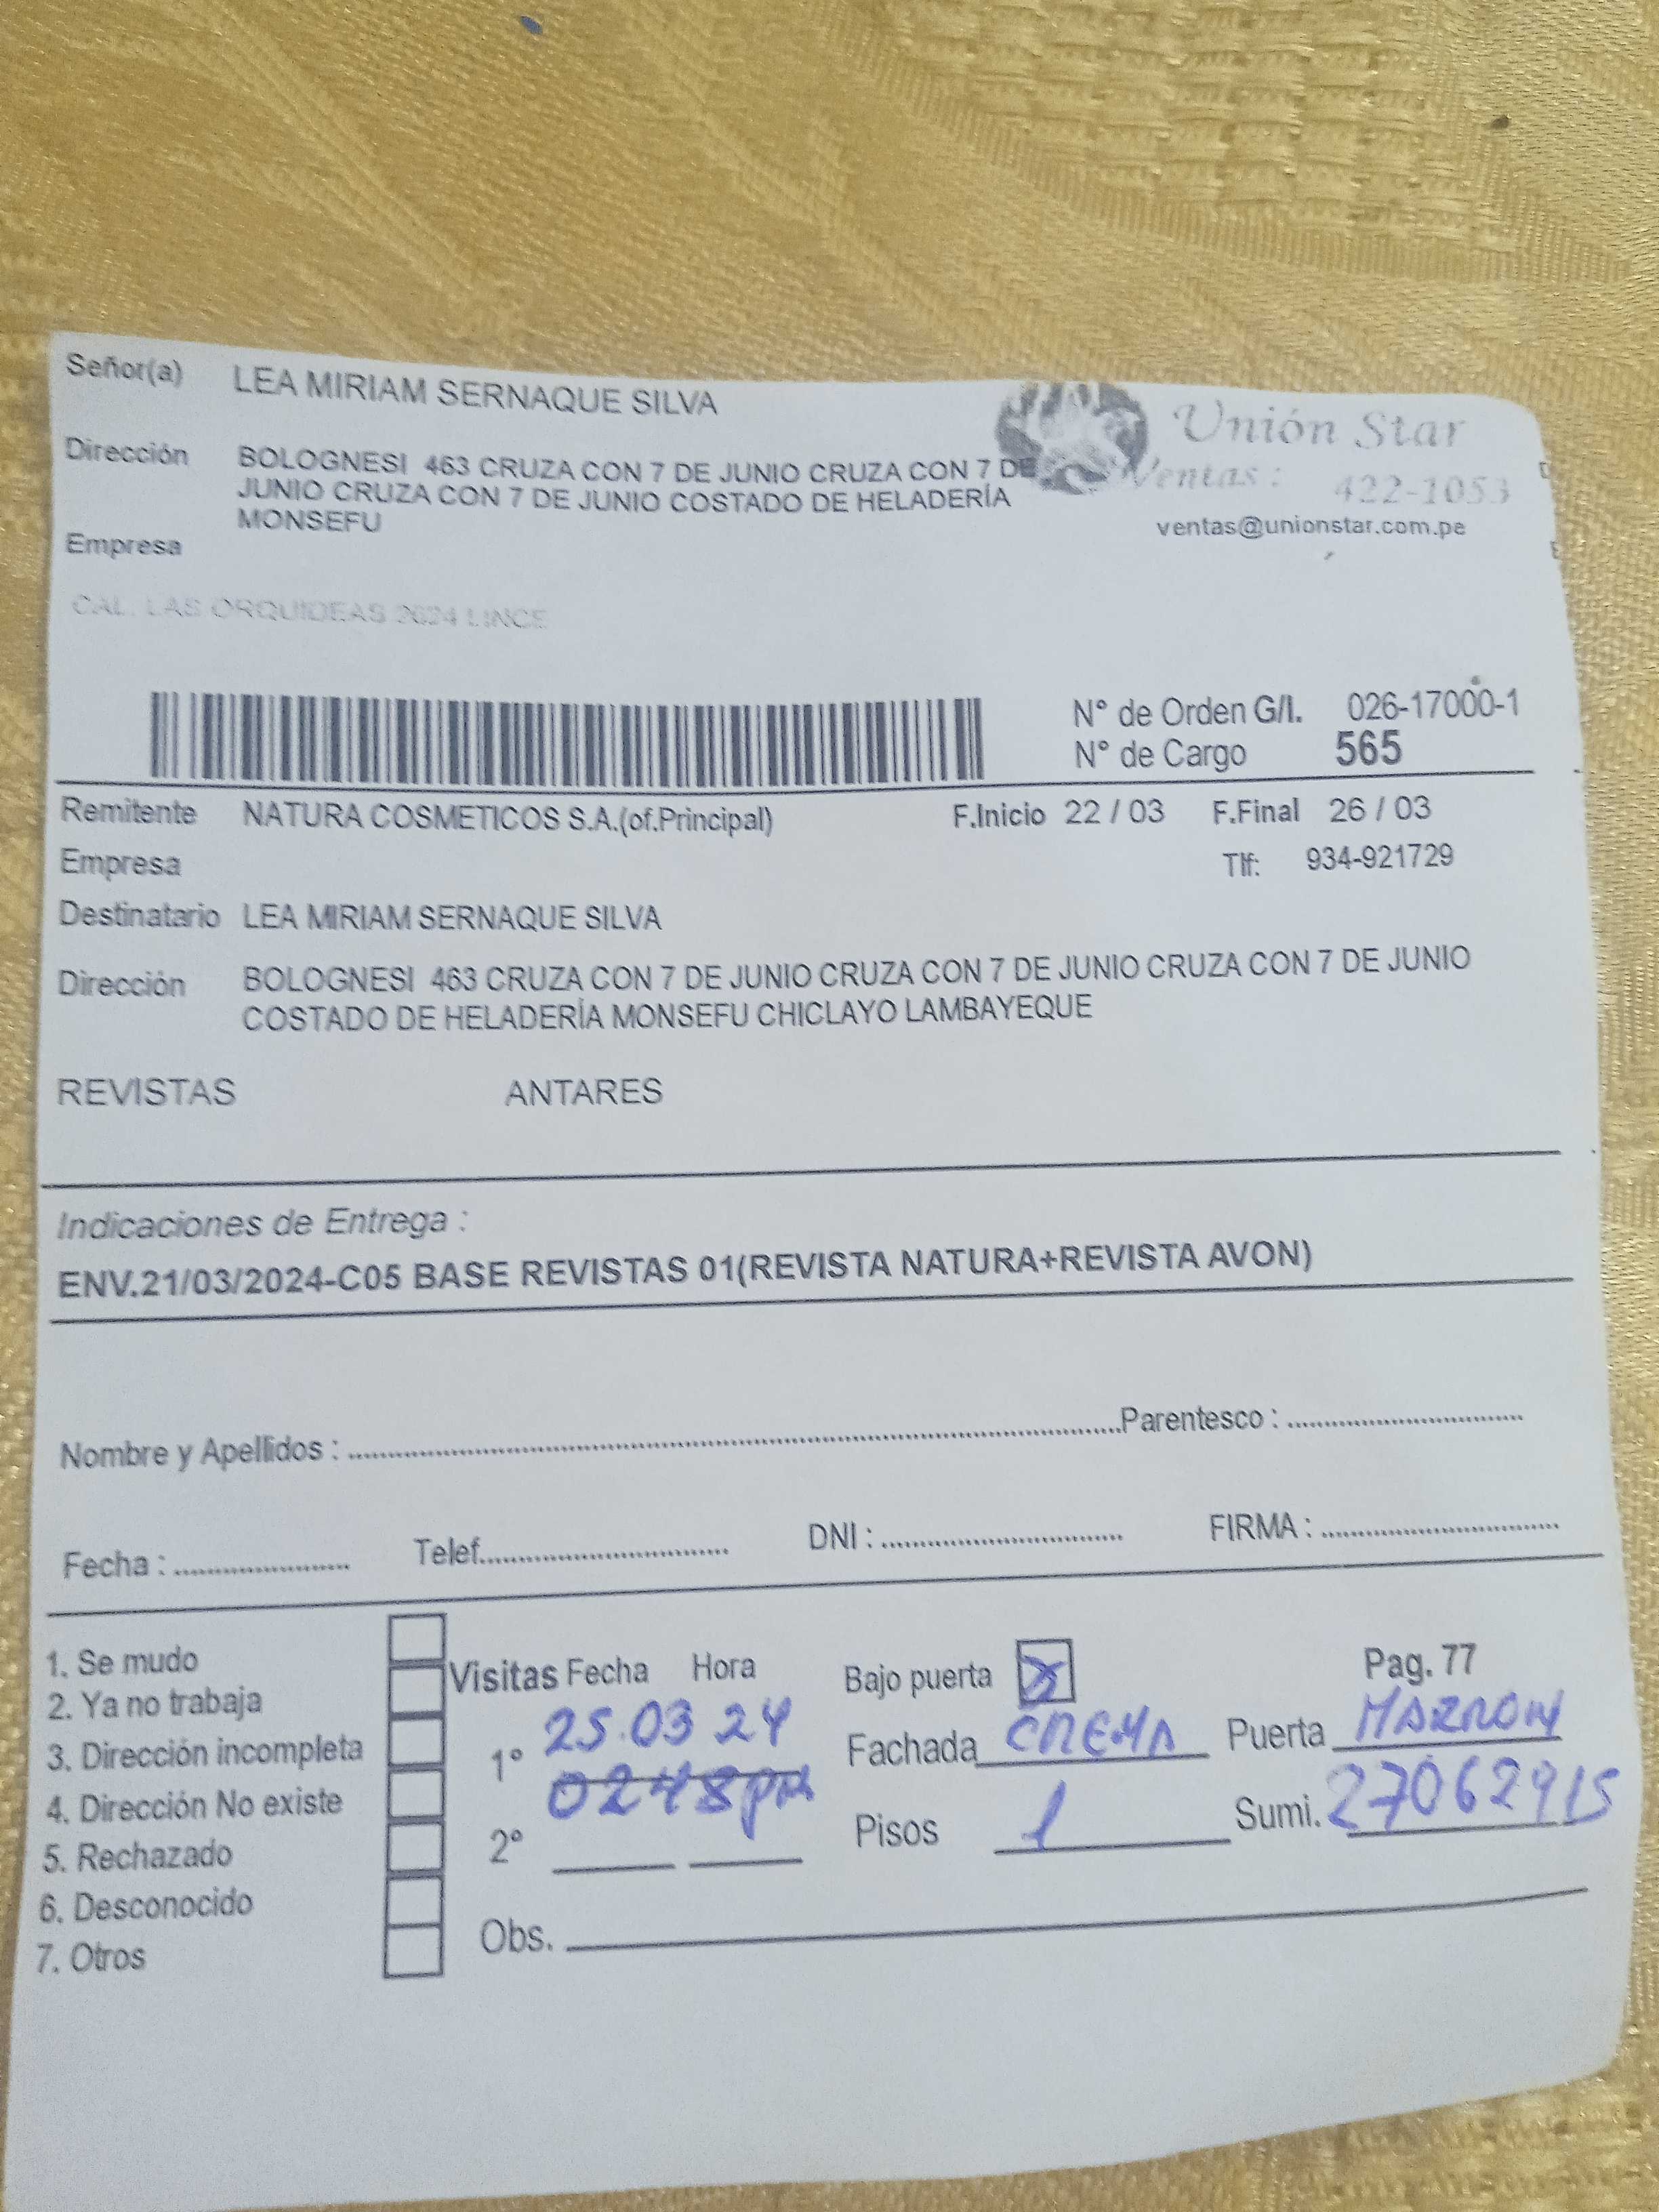 Señor(a) LEA MIRIAM SERNAQUE SILVA
Unión Star
Ventas : 422-1053
ventas@unionstar.com.pe
Dirección BOLOGNESI 463 CRUZA CON 7 DE JUNIO CRUZA CON 7 DE
JUNIO CRUZA CON 7 DE JUNIO COSTADO DE HELADERÍA
MONSEFU
Empresa
CAL. LAS ORQUIDEAS 2624 LINCE
N° de Orden G/I. 026-17000-1
N° de Cargo 565
Remitente NATURA COSMETICOS S.A.(of.Principal) F.Inicio 22 / 03 F.Final 26 / 03
Empresa Tlf: 934-921729
Destinatario LEA MIRIAM SERNAQUE SILVA
Dirección BOLOGNESI 463 CRUZA CON 7 DE JUNIO CRUZA CON 7 DE JUNIO CRUZA CON 7 DE JUNIO
COSTADO DE HELADERÍA MONSEFU CHICLAYO LAMBAYEQUE
REVISTAS ANTARES
Indicaciones de Entrega :
ENV.21/03/2024-C05 BASE REVISTAS 01(REVISTA NATURA+REVISTA AVON)
Nombre y Apellidos : Parentesco :
Fecha : Telef. DNI : FIRMA :
1. Se mudo
2. Ya no trabaja
3. Dirección incompleta
4. Dirección No existe
5. Rechazado
6. Desconocido
7. Otros
Visitas Fecha Hora
1° 25.03 24
0248pm
2°
Obs.
Bajo puerta X Pag. 77
Fachada CREMA Puerta MARRON
Pisos 1 Sumi. 27062915